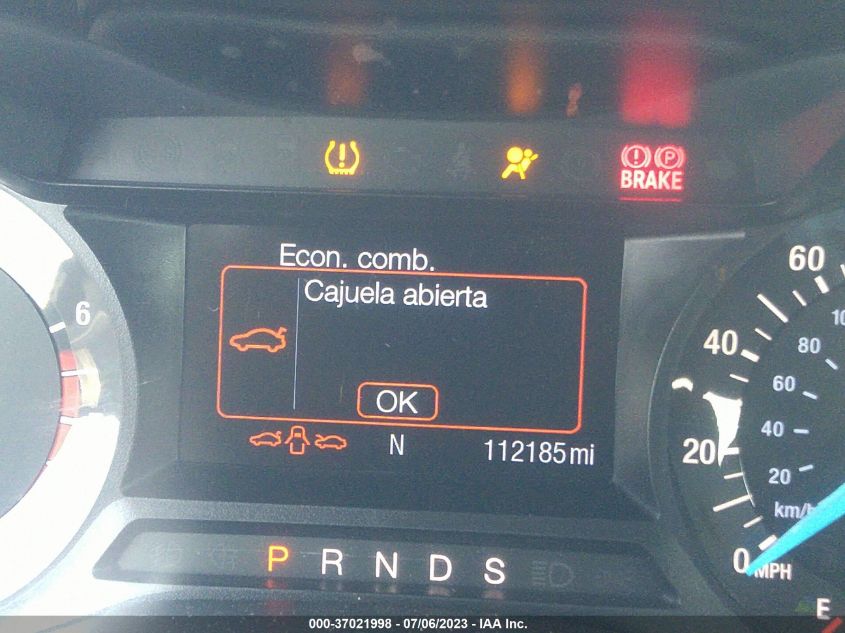 BRAKE
Econ. comb.
Cajuela abierta
OK
N
112185mi
P R N D S
6
60
40
20
0
MPH
80
60
40
20
E
000-37021998 - 07/06/2023 - IAA Inc.